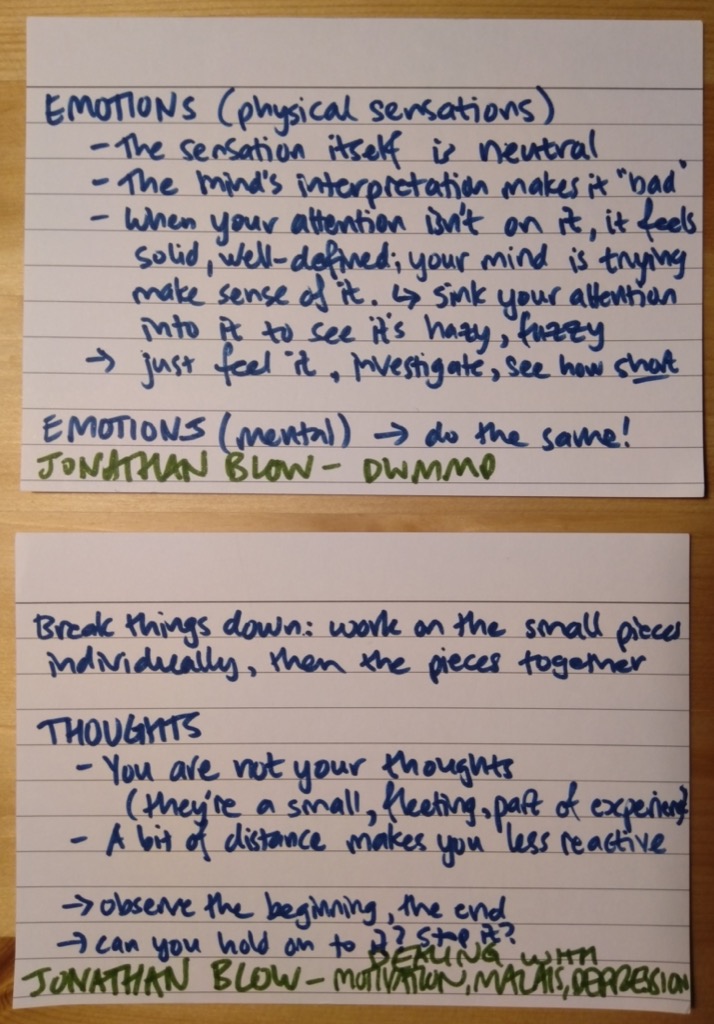 EMOTIONS (physical sensations)
- The sensation itself is neutral
- The mind's interpretation makes it "bad"
- When your attention isn't on it, it feels
solid, well-defined; your mind is trying
make sense of it. ↳ sink your attention
into it to see it's hazy, fuzzy
→ just feel it, investigate, see how short
EMOTIONS (mental) → do the same!
JONATHAN BLOW - DWMMD
Break things down: work on the small pieces
individually, then the pieces together
THOUGHTS
- You are not your thoughts
(they're a small, fleeting, part of experience)
- A bit of distance makes you less reactive
→ observe the beginning, the end
→ can you hold on to it? stop it?
DEALING WITH
JONATHAN BLOW - MOTIVATION, MALAIS, DEPRESSION